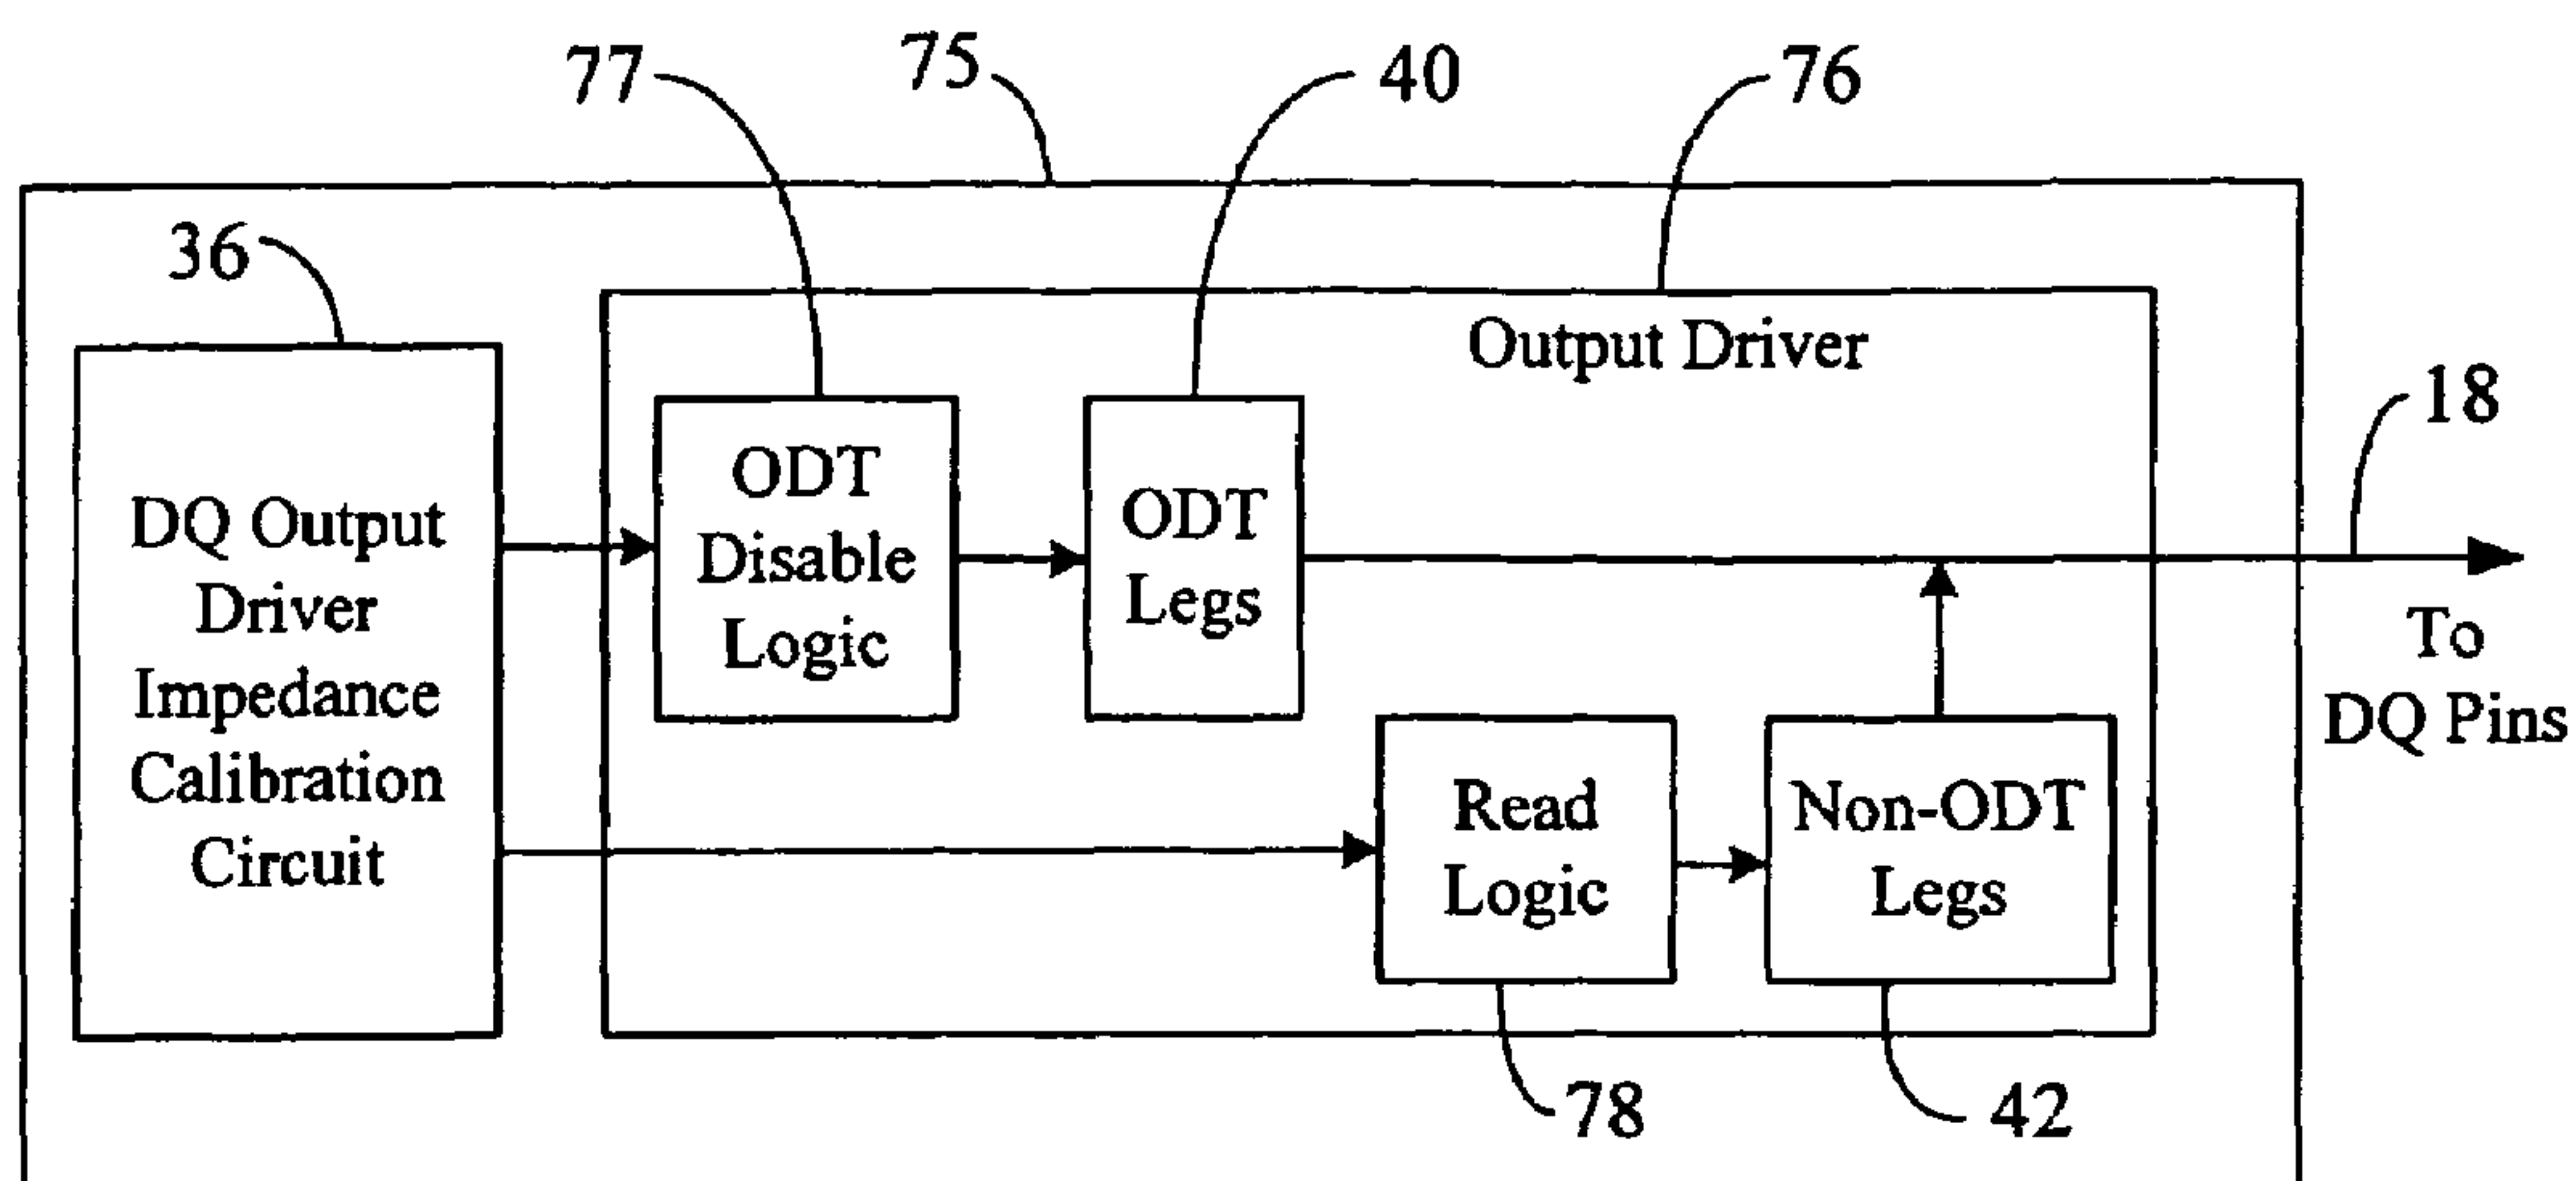 77
75
40
76
36
Output Driver
18
DQ Output
Driver
Impedance
Calibration
Circuit
ODT
Disable
Logic
ODT
Legs
To
DQ Pins
Read
Logic
Non-ODT
Legs
78
42